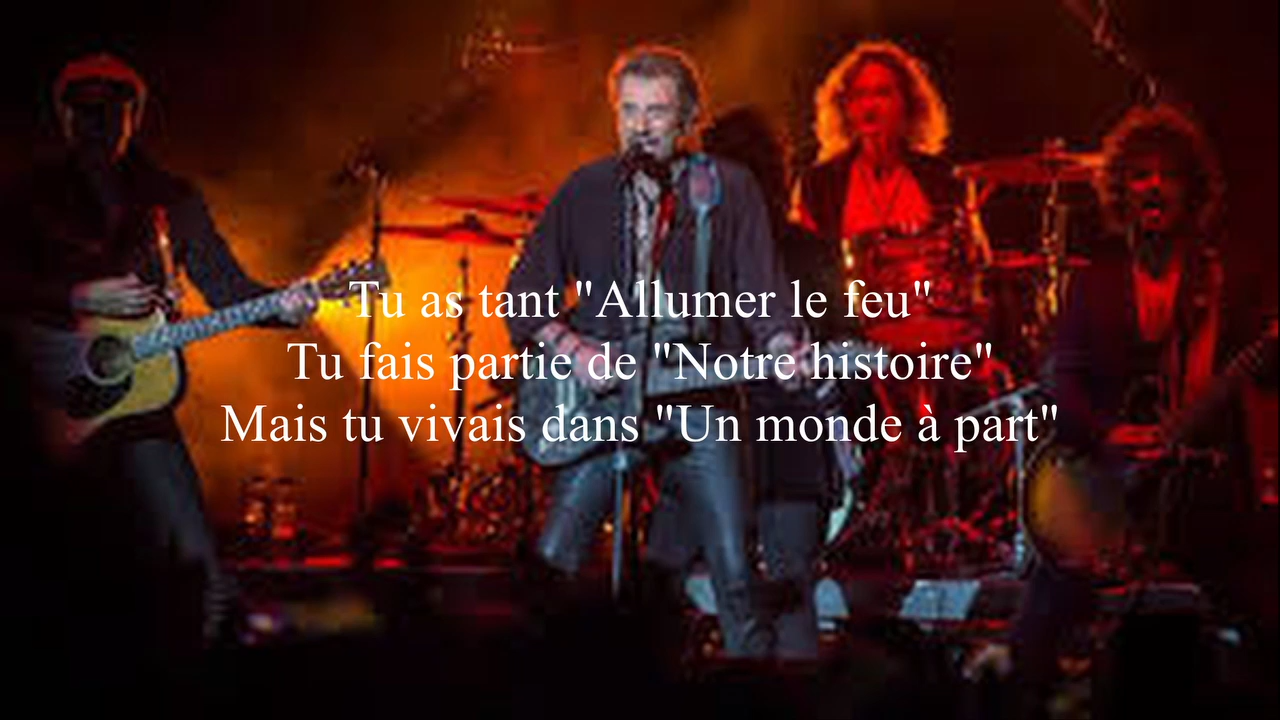 Tu as tant "Allumer le feu"
Tu fais partie de "Notre histoire"
Mais tu vivais dans "Un monde à part"